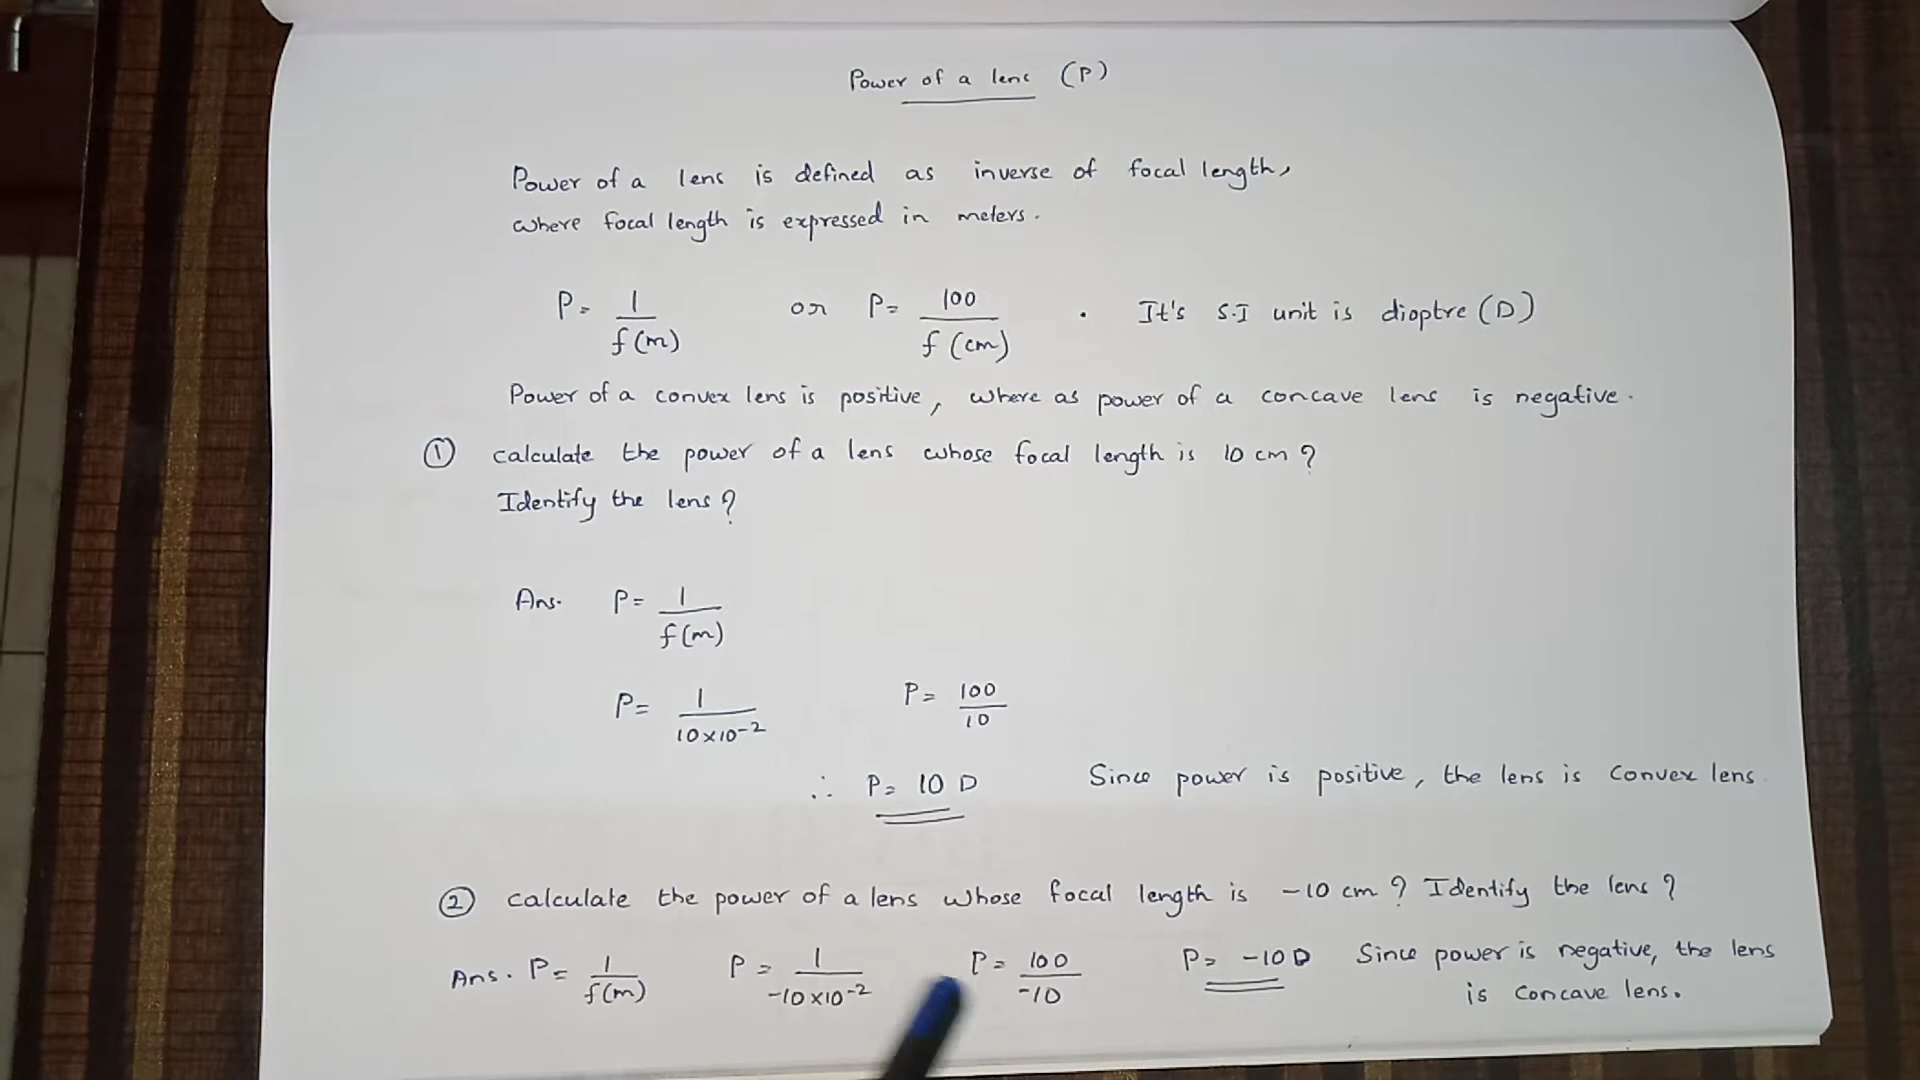 Power of a lens (P)
Power of a lens is defined as inverse of focal length,
where focal length is expressed in meters.
P = 1/f(m) or P = 100/f(cm) . It's S.I unit is dioptre (D)
Power of a convex lens is positive, where as power of a concave lens is negative.
① calculate the power of a lens whose focal length is 10 cm?
Identify the lens?
Ans. P = 1/f(m)
P = 1/10×10⁻² P = 100/10
∴ P = 10 D Since power is positive, the lens is convex lens
② calculate the power of a lens whose focal length is -10 cm? Identify the lens?
Ans. P = 1/f(m) P = 1/-10×10⁻² P = 100/-10 P = -10 D Since power is negative, the lens
is concave lens.